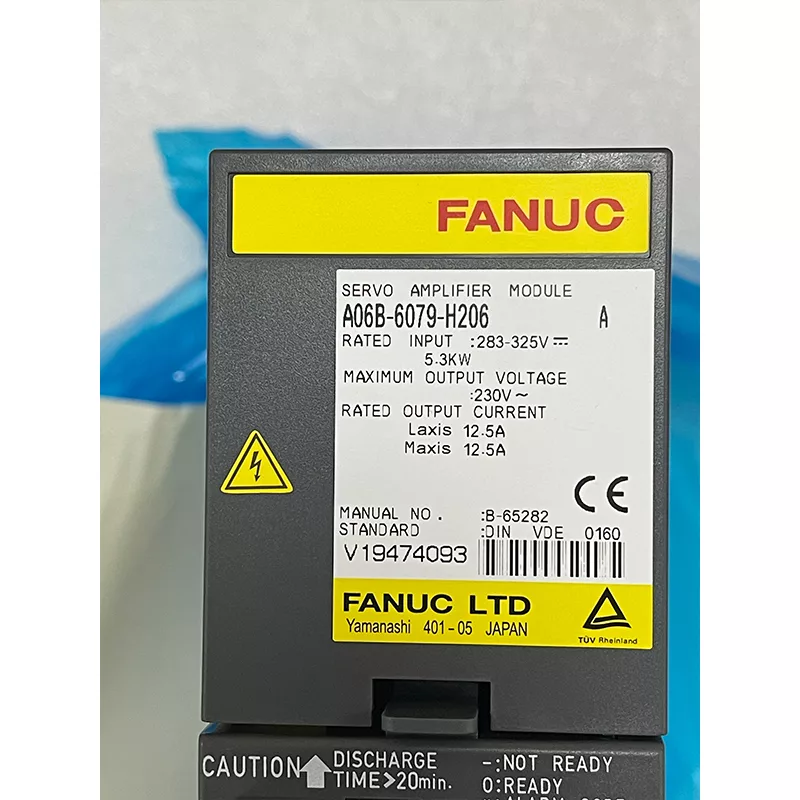 FANUC
SERVO AMPLIFIER MODULE
A06B-6079-H206 A
RATED INPUT :283-325V⎓
5.3KW
MAXIMUM OUTPUT VOLTAGE
:230V~
RATED OUTPUT CURRENT
Laxis 12.5A
Maxis 12.5A
CE
MANUAL NO. :B-65282
STANDARD :DIN VDE 0160
V19474093
FANUC LTD
Yamanashi 401-05 JAPAN
TÜV Rheinland
CAUTION DISCHARGE
TIME>20min.
-:NOT READY
0:READY